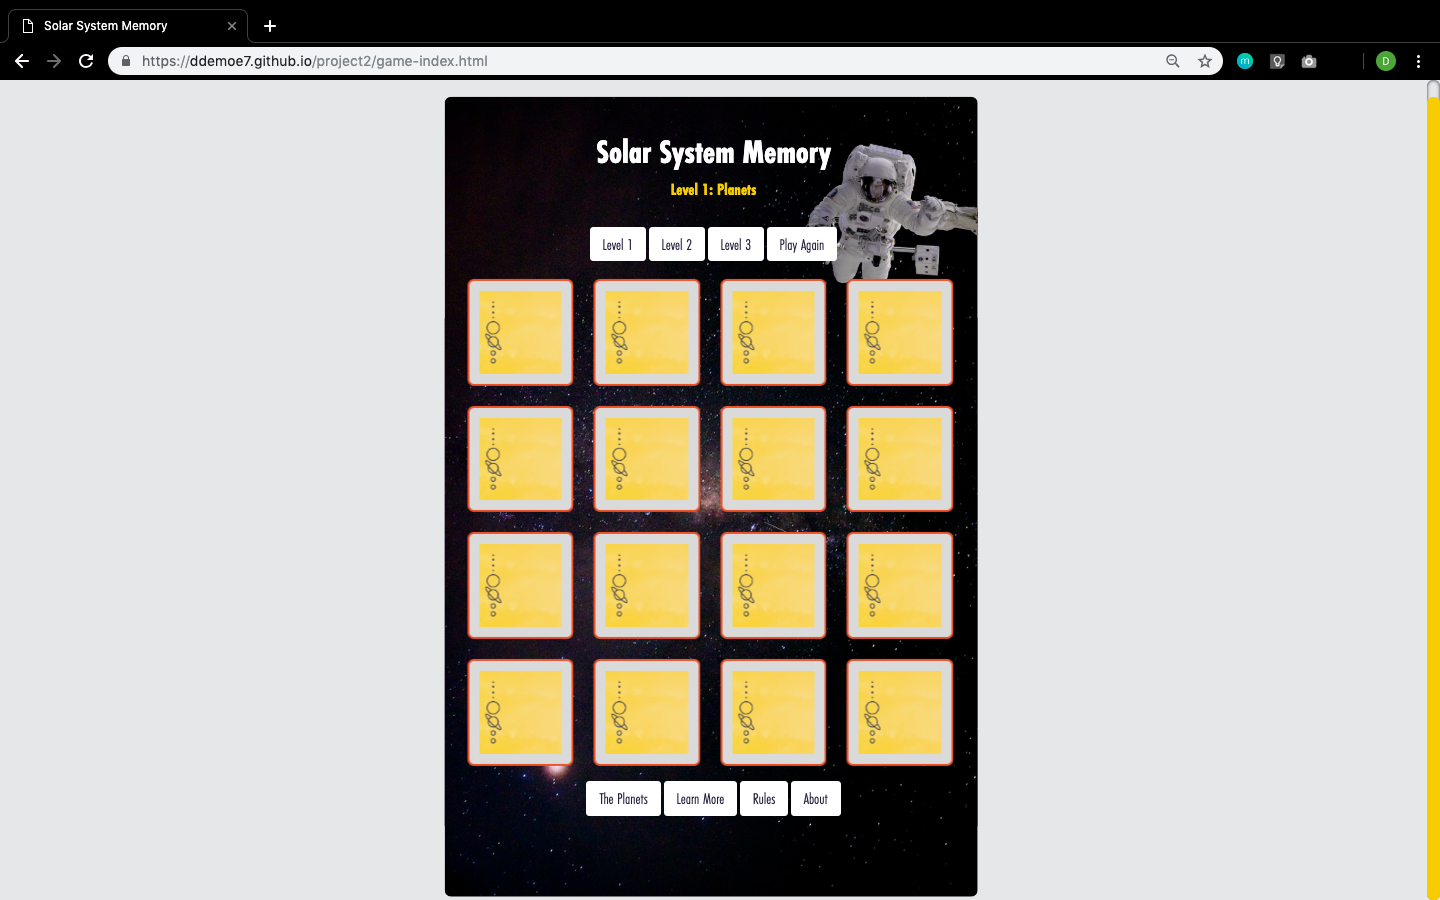 Solar System Memory
https://ddemoe7.github.io/project2/game-index.html
m
D
Solar System Memory
Level 1: Planets
Level 1
Level 2
Level 3
Play Again
The Planets
Learn More
Rules
About